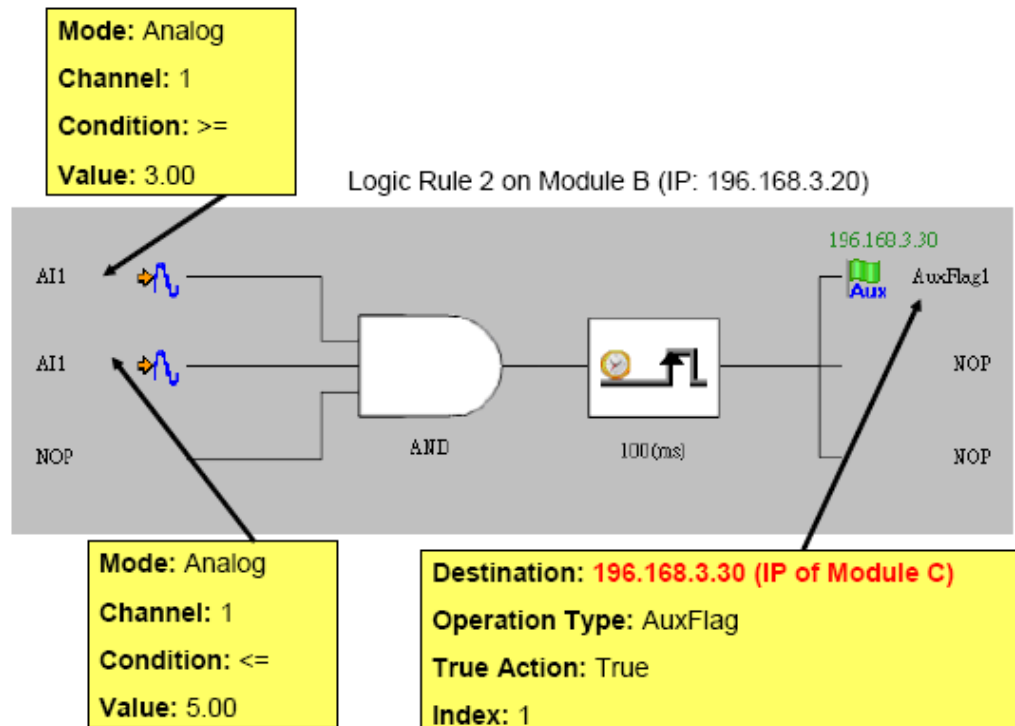 Mode: Analog
Channel: 1
Condition: >=
Value: 3.00
Logic Rule 2 on Module B (IP: 196.168.3.20)
196.168.3.30
AI1
Aux
AuxFlag1
AI1
NOP
AND
100(ms)
NOP
NOP
Mode: Analog
Channel: 1
Condition: <=
Value: 5.00
Destination: 196.168.3.30 (IP of Module C)
Operation Type: AuxFlag
True Action: True
Index: 1